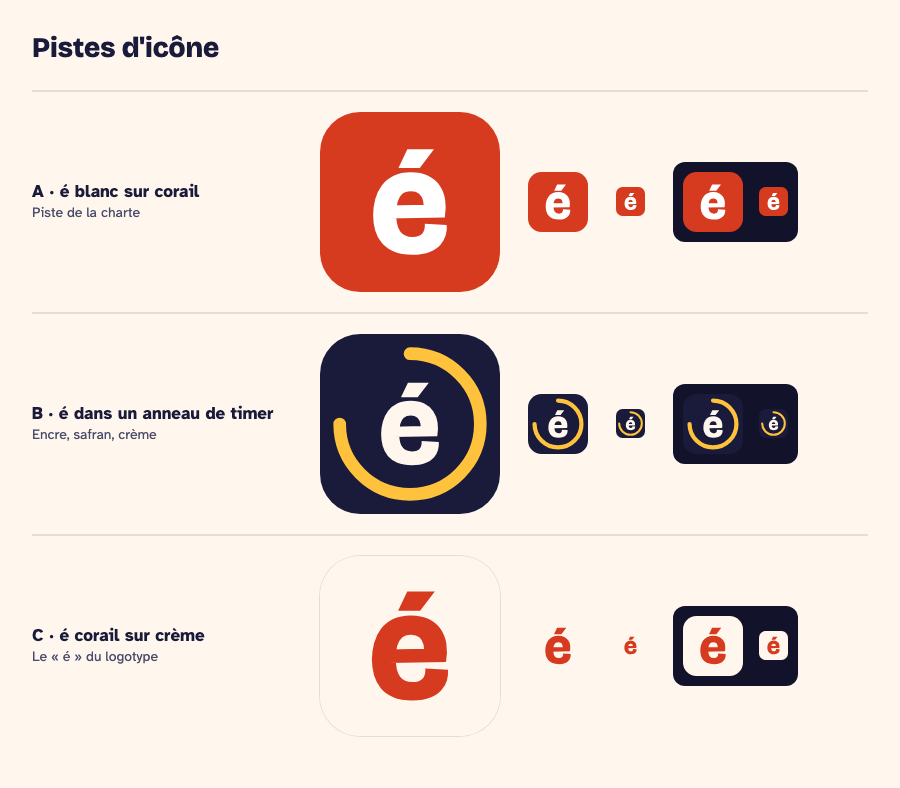 Pistes d'icône
A · é blanc sur corail
Piste de la charte
é é é é é
B · é dans un anneau de timer
Encre, safran, crème
é é é é é
C · é corail sur crème
Le « é » du logotype
é é é é é